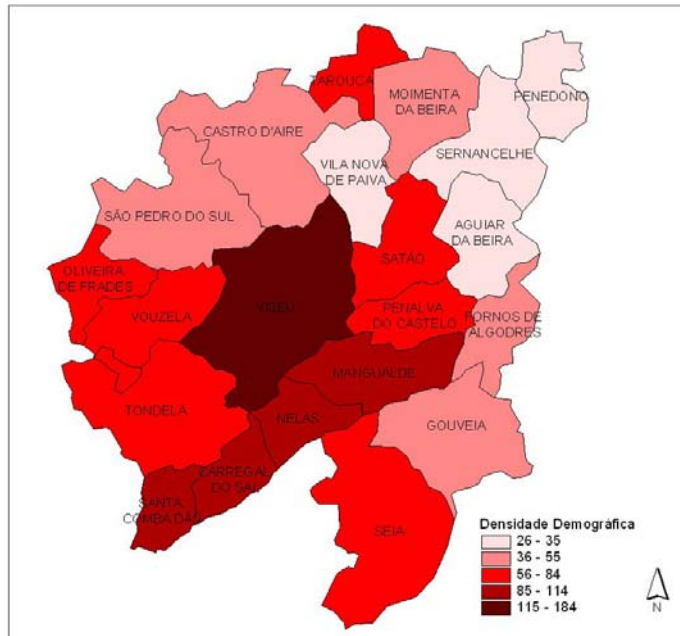 TAROUCA
MOIMENTA
DA BEIRA
PENEDONO
CASTRO D'AIRE
SERNANCELHE
VILA NOVA
DE PAIVA
SÃO PEDRO DO SUL
AGUIAR
DA BEIRA
OLIVEIRA
DE FRADES
SATÃO
VISEU
VOUZELA
PENALVA
DO CASTELO
FORNOS DE
ALGODRES
MANGUALDE
TONDELA
NELAS
GOUVEIA
CARREGAL
DO SAL
SANTA
COMBA DÃO
SEIA
Densidade Demográfica
26 - 35
36 - 55
56 - 84
85 - 114
115 - 184
N